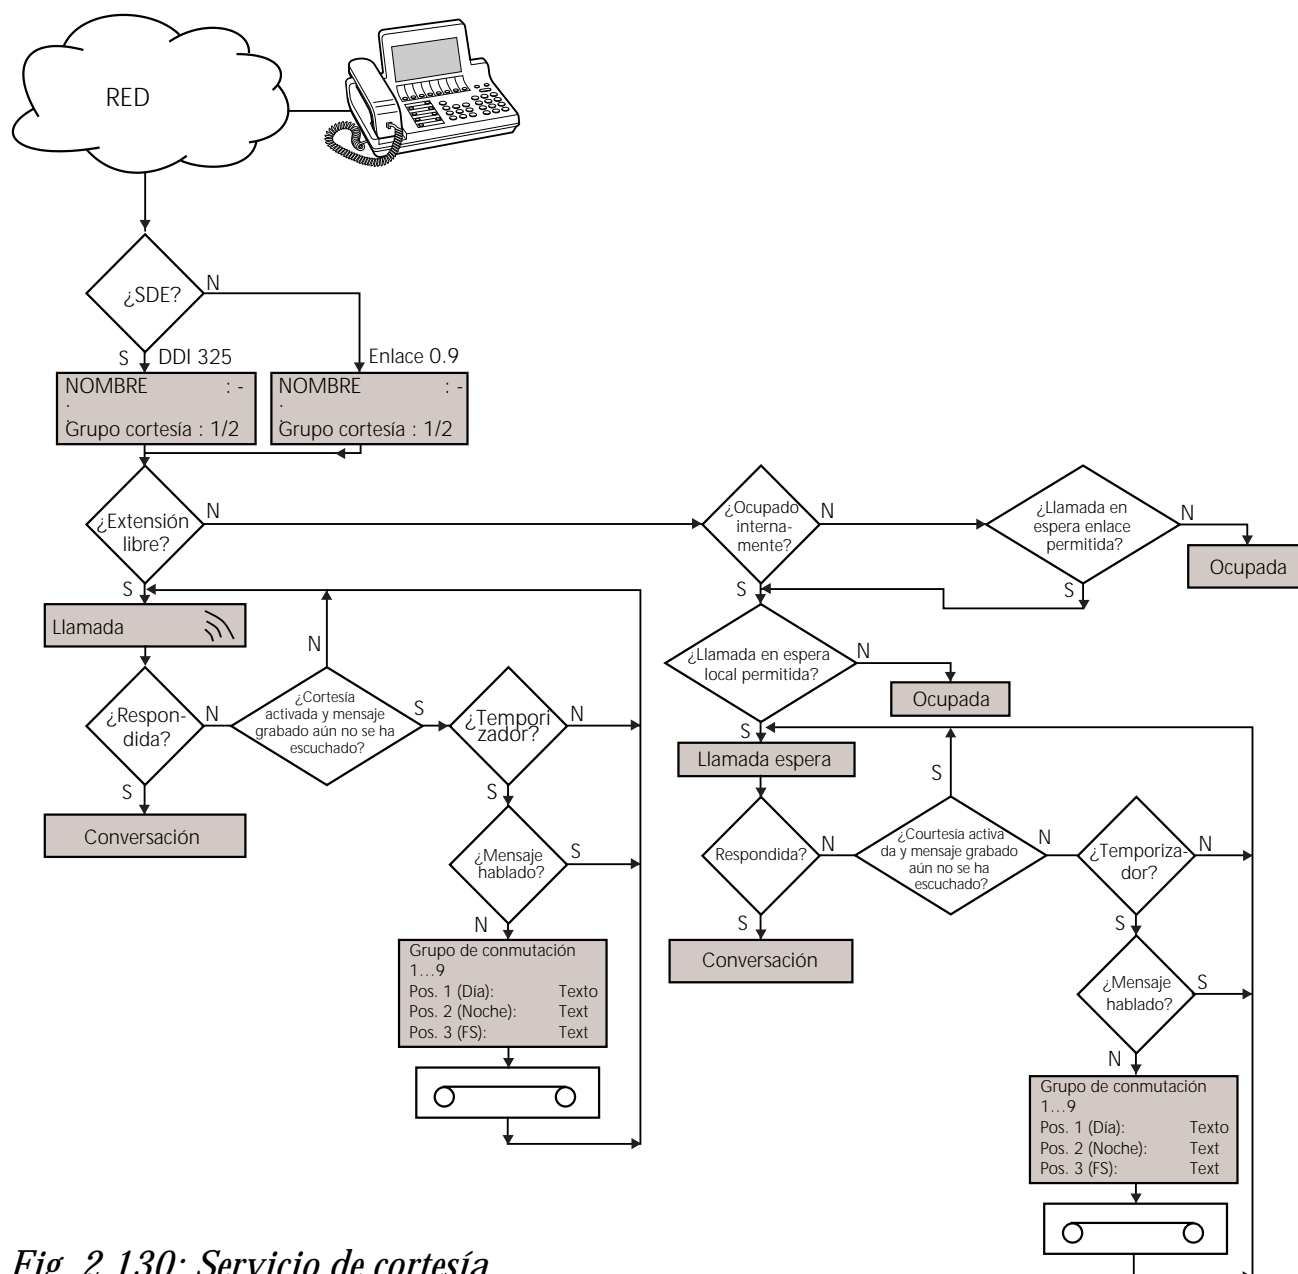 RED
¿SDE?
N
S
DDI 325
Enlace 0.9
NOMBRE : -
.
.
Grupo cortesía : 1/2
NOMBRE : -
.
.
Grupo cortesía : 1/2
¿Extensión
libre?
N
S
¿Ocupado
interna-
mente?
N
S
¿Llamada en
espera enlace
permitida?
N
S
Ocupada
Llamada
¿Llamada en espera
local permitida?
N
S
Ocupada
¿Respon-
dida?
N
S
¿Cortesía
activada y mensaje
grabado aún no se ha
escuchado?
N
S
¿Tempori
zador?
N
S
Conversación
¿Mensaje
hablado?
S
N
Grupo de conmutación
1...9
Pos. 1 (Día): Texto
Pos. 2 (Noche): Text
Pos. 3 (FS): Text
Llamada espera
Respondida?
N
S
¿Courtesía activa
da y mensaje grabado
aún no se ha
escuchado?
S
N
¿Temporiza-
dor?
N
S
Conversación
¿Mensaje
hablado?
S
N
Grupo de conmutación
1...9
Pos. 1 (Día): Texto
Pos. 2 (Noche): Text
Pos. 3 (FS): Text
Fig. 2.130: Servicio de cortesía